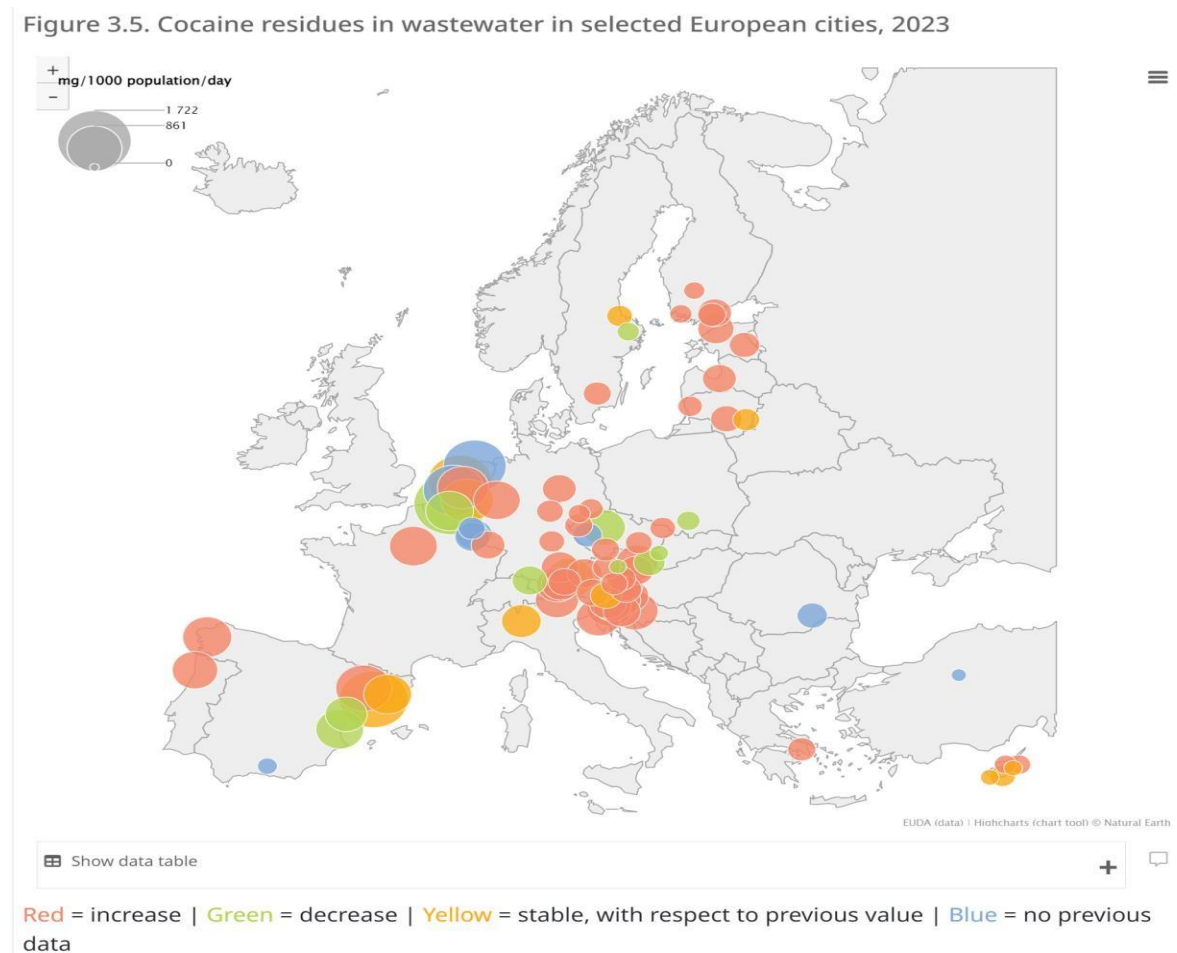 Figure 3.5. Cocaine residues in wastewater in selected European cities, 2023
+
mg/1000 population/day
−
1 722
861
0
EUDA (data) | Highcharts (chart tool) © Natural Earth
Show data table
+
Red = increase | Green = decrease | Yellow = stable, with respect to previous value | Blue = no previous
data